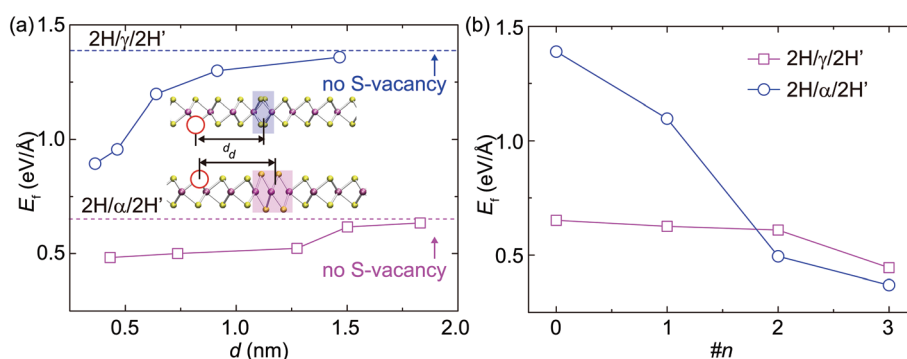 (a)
1.5
1.0
0.5
E_f (eV/Å)
2H/γ/2H'
no S-vacancy
d_d
2H/α/2H'
no S-vacancy
0.5 1.0 1.5 2.0
d (nm)
(b)
1.5
1.0
0.5
E_f (eV/Å)
2H/γ/2H'
2H/α/2H'
0 1 2 3
#n